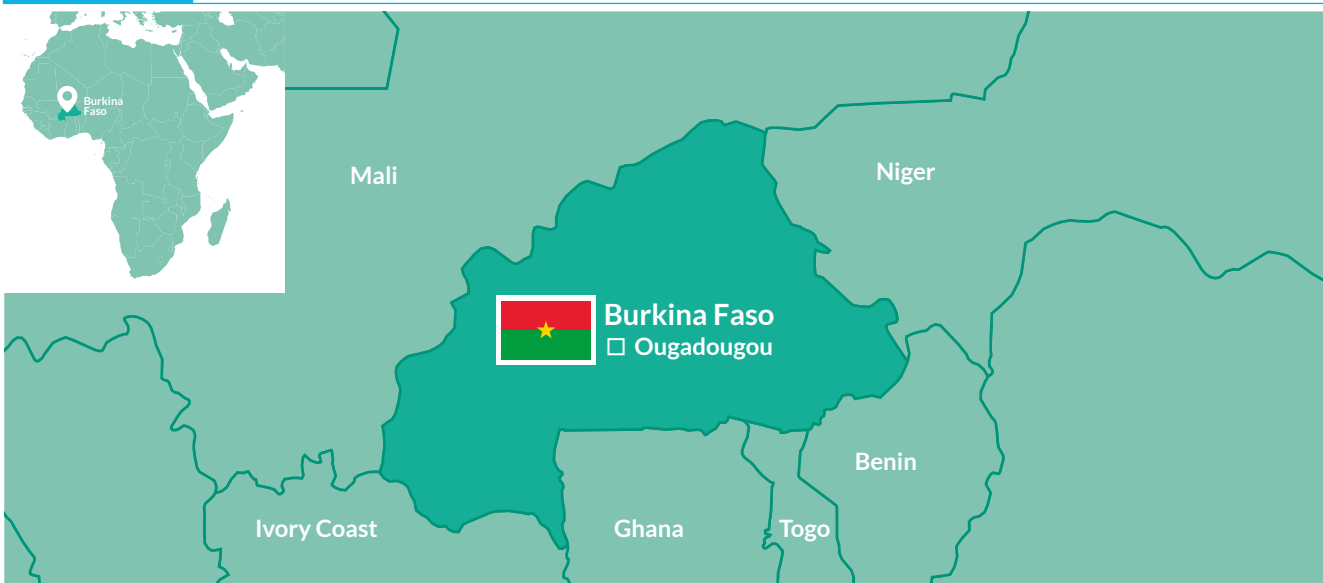 Burkina
Faso
Mali
Niger
Burkina Faso
Ougadougou
Benin
Ivory Coast
Ghana
Togo